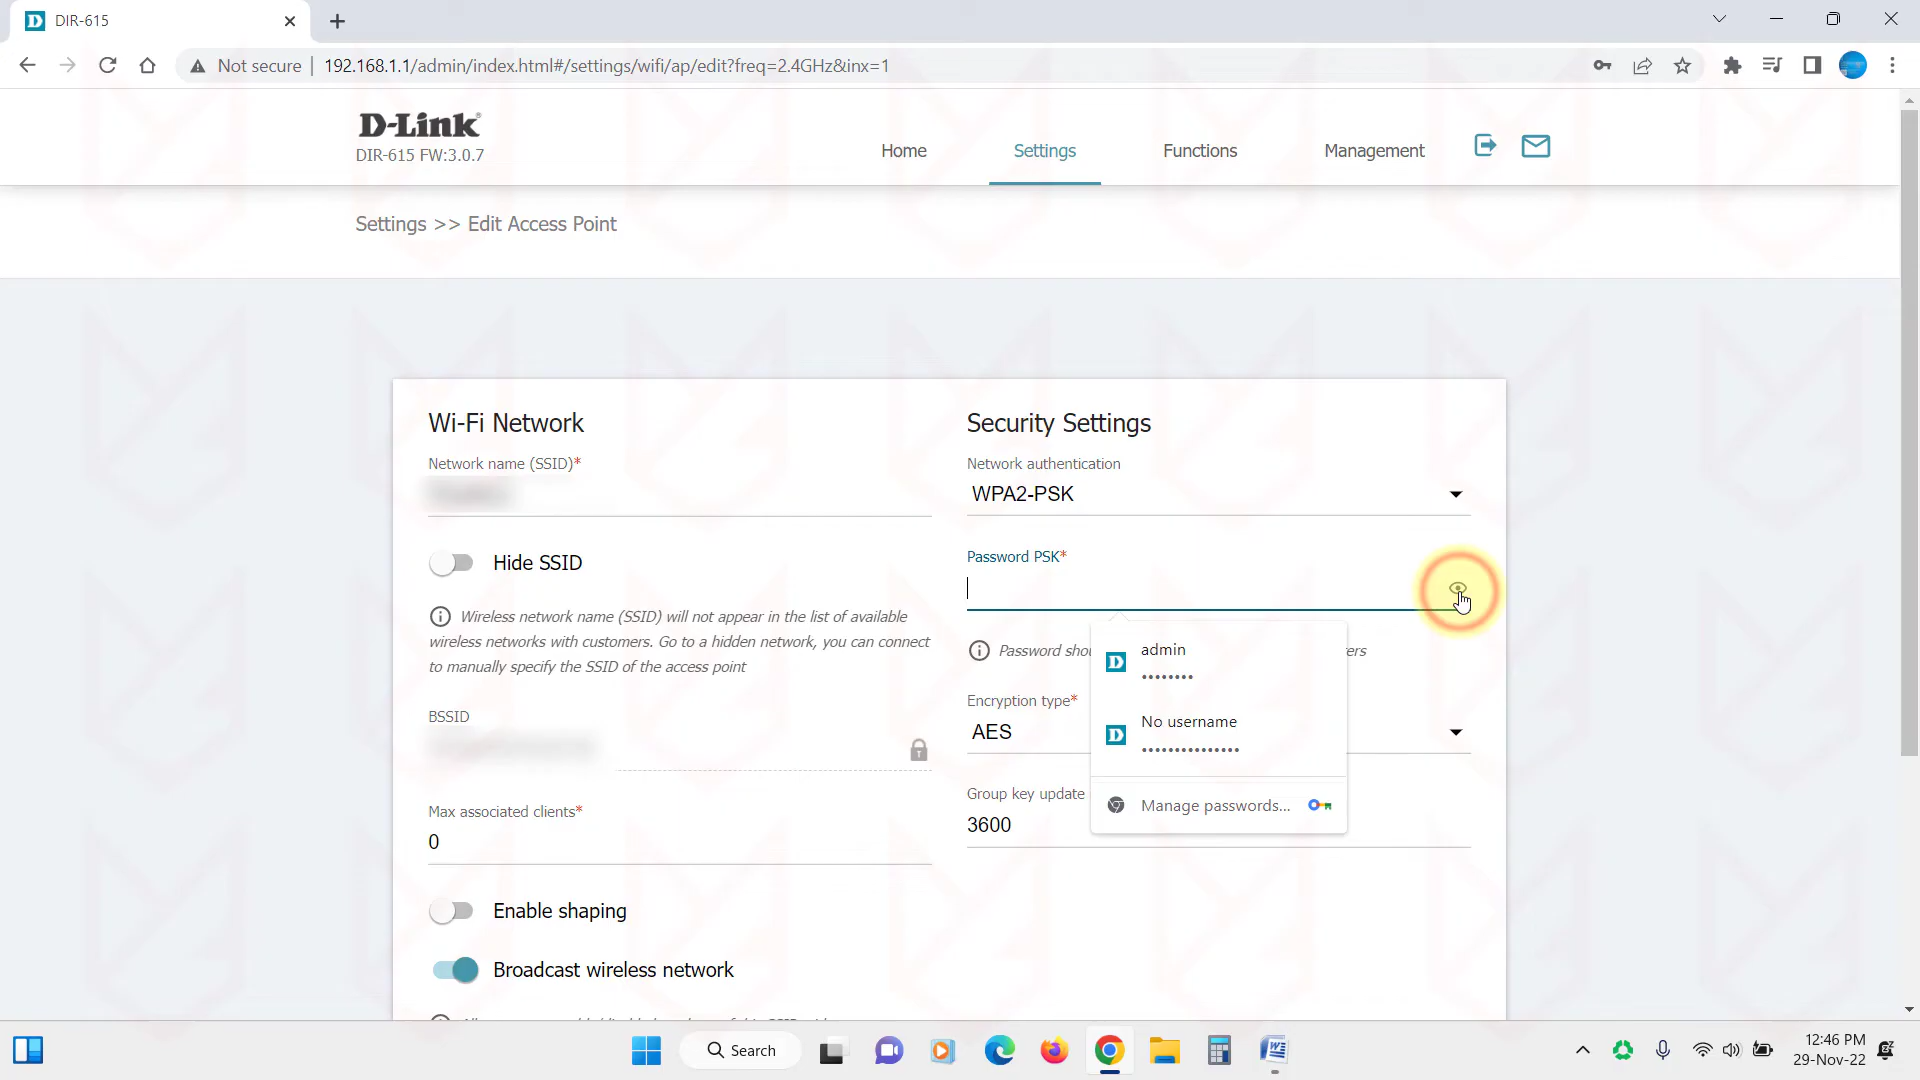 DIR-615
Not secure
192.168.1.1/admin/index.html#/settings/wifi/ap/edit?freq=2.4GHz&inx=1
D-Link
DIR-615 FW:3.0.7
Home
Settings
Functions
Management
Settings >> Edit Access Point
Wi-Fi Network
Network name (SSID)*
Hide SSID
Wireless network name (SSID) will not appear in the list of available
wireless networks with customers. Go to a hidden network, you can connect
to manually specify the SSID of the access point
BSSID
Max associated clients*
0
Enable shaping
Broadcast wireless network
Security Settings
Network authentication
WPA2-PSK
Password PSK*
Password
Encryption type*
AES
Group key update
3600
admin
••••••••
No username
•••••••••••••••
Manage passwords...
Search
12:46 PM
29-Nov-22